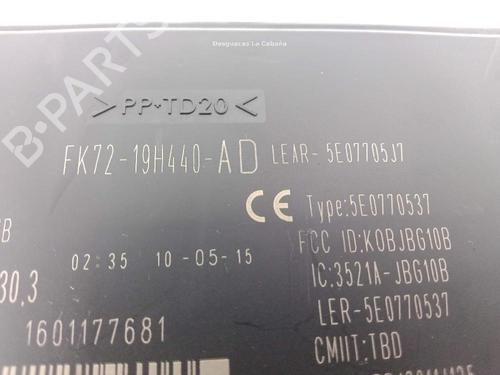 Desguaces La Cabaña
B-PARTS
>PP-TD20<
FK72-19H440-AD LEAR- 5E07705J7
CE Type:5E0770537
FCC ID:KOBJBG10B
02:35 10-05-15
IC:3521A-JBG10B
30,3
LER-5E0770537
1601177681
CMIIT:TBD